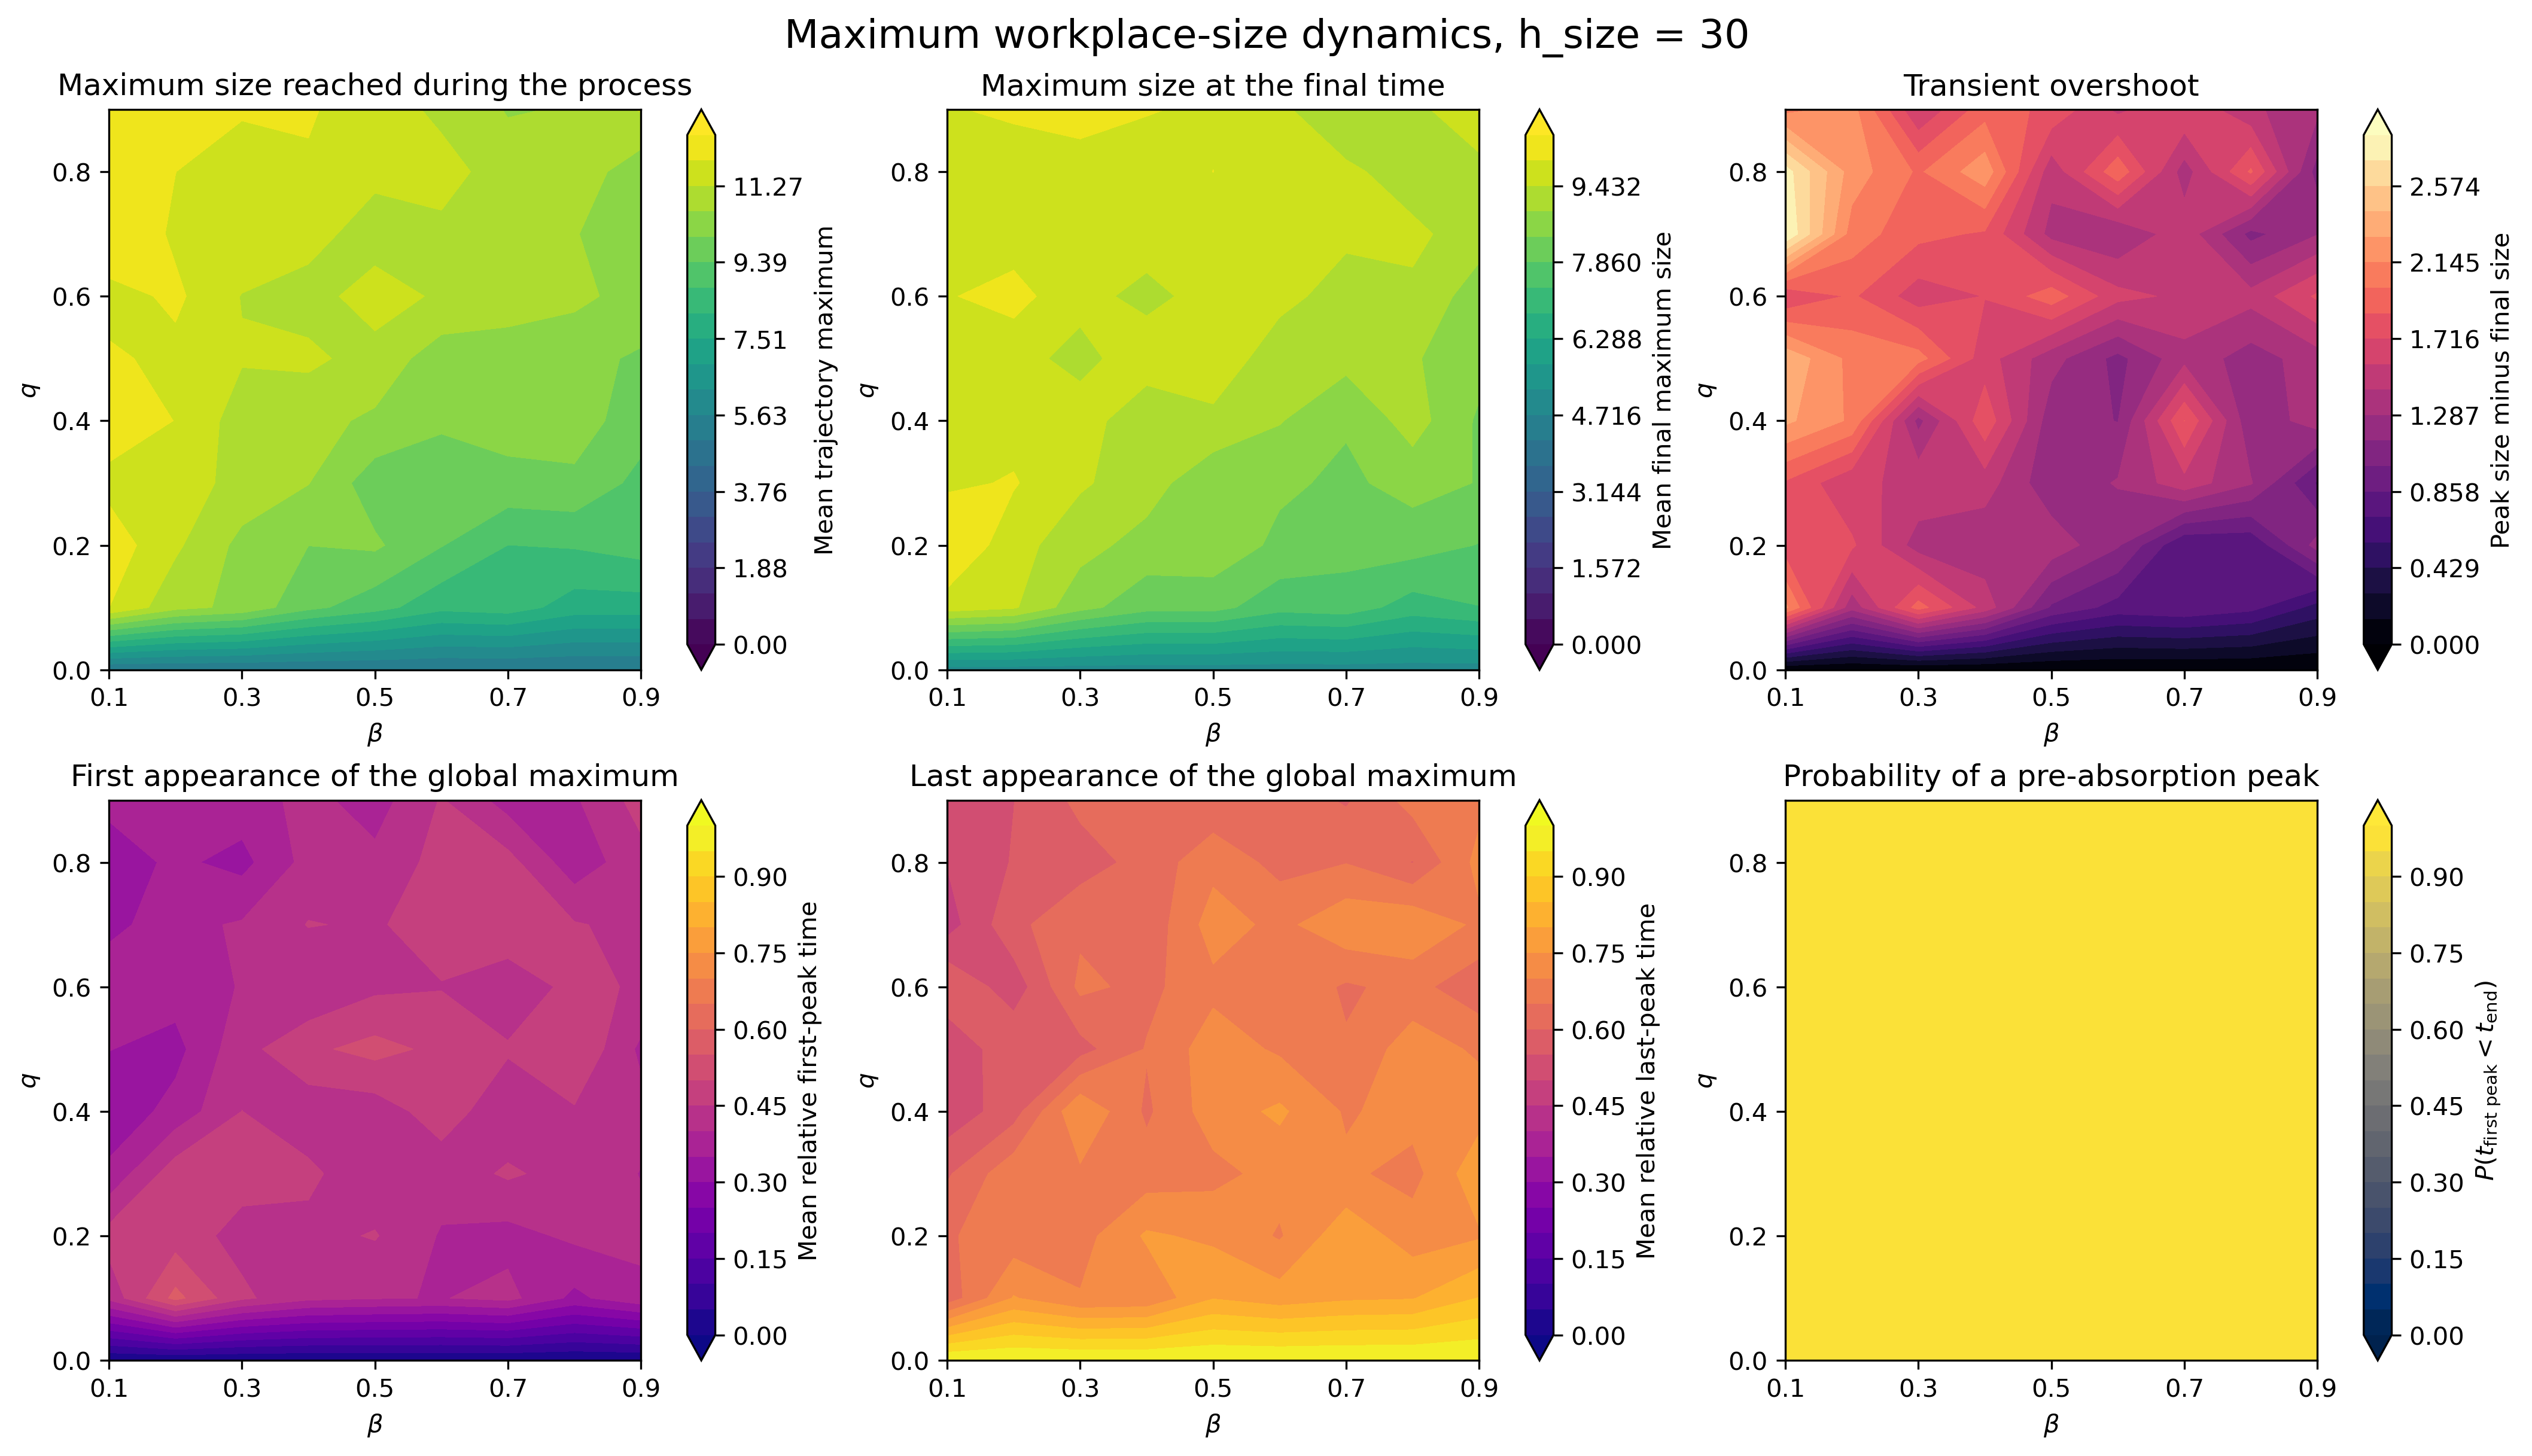 Maximum workplace-size dynamics, h_size = 30
Maximum size reached during the process
q
0.8
0.6
0.4
0.2
0.0
0.1 0.3 0.5 0.7 0.9
β
11.27
9.39
7.51
5.63
3.76
1.88
0.00
Mean trajectory maximum
Maximum size at the final time
q
0.8
0.6
0.4
0.2
0.0
0.1 0.3 0.5 0.7 0.9
β
9.432
7.860
6.288
4.716
3.144
1.572
0.000
Mean final maximum size
Transient overshoot
q
0.8
0.6
0.4
0.2
0.0
0.1 0.3 0.5 0.7 0.9
β
2.574
2.145
1.716
1.287
0.858
0.429
0.000
Peak size minus final size
First appearance of the global maximum
q
0.8
0.6
0.4
0.2
0.0
0.1 0.3 0.5 0.7 0.9
β
0.90
0.75
0.60
0.45
0.30
0.15
0.00
Mean relative first-peak time
Last appearance of the global maximum
q
0.8
0.6
0.4
0.2
0.0
0.1 0.3 0.5 0.7 0.9
β
0.90
0.75
0.60
0.45
0.30
0.15
0.00
Mean relative last-peak time
Probability of a pre-absorption peak
q
0.8
0.6
0.4
0.2
0.0
0.1 0.3 0.5 0.7 0.9
β
0.90
0.75
0.60
0.45
0.30
0.15
0.00
P(t_first peak < t_end)